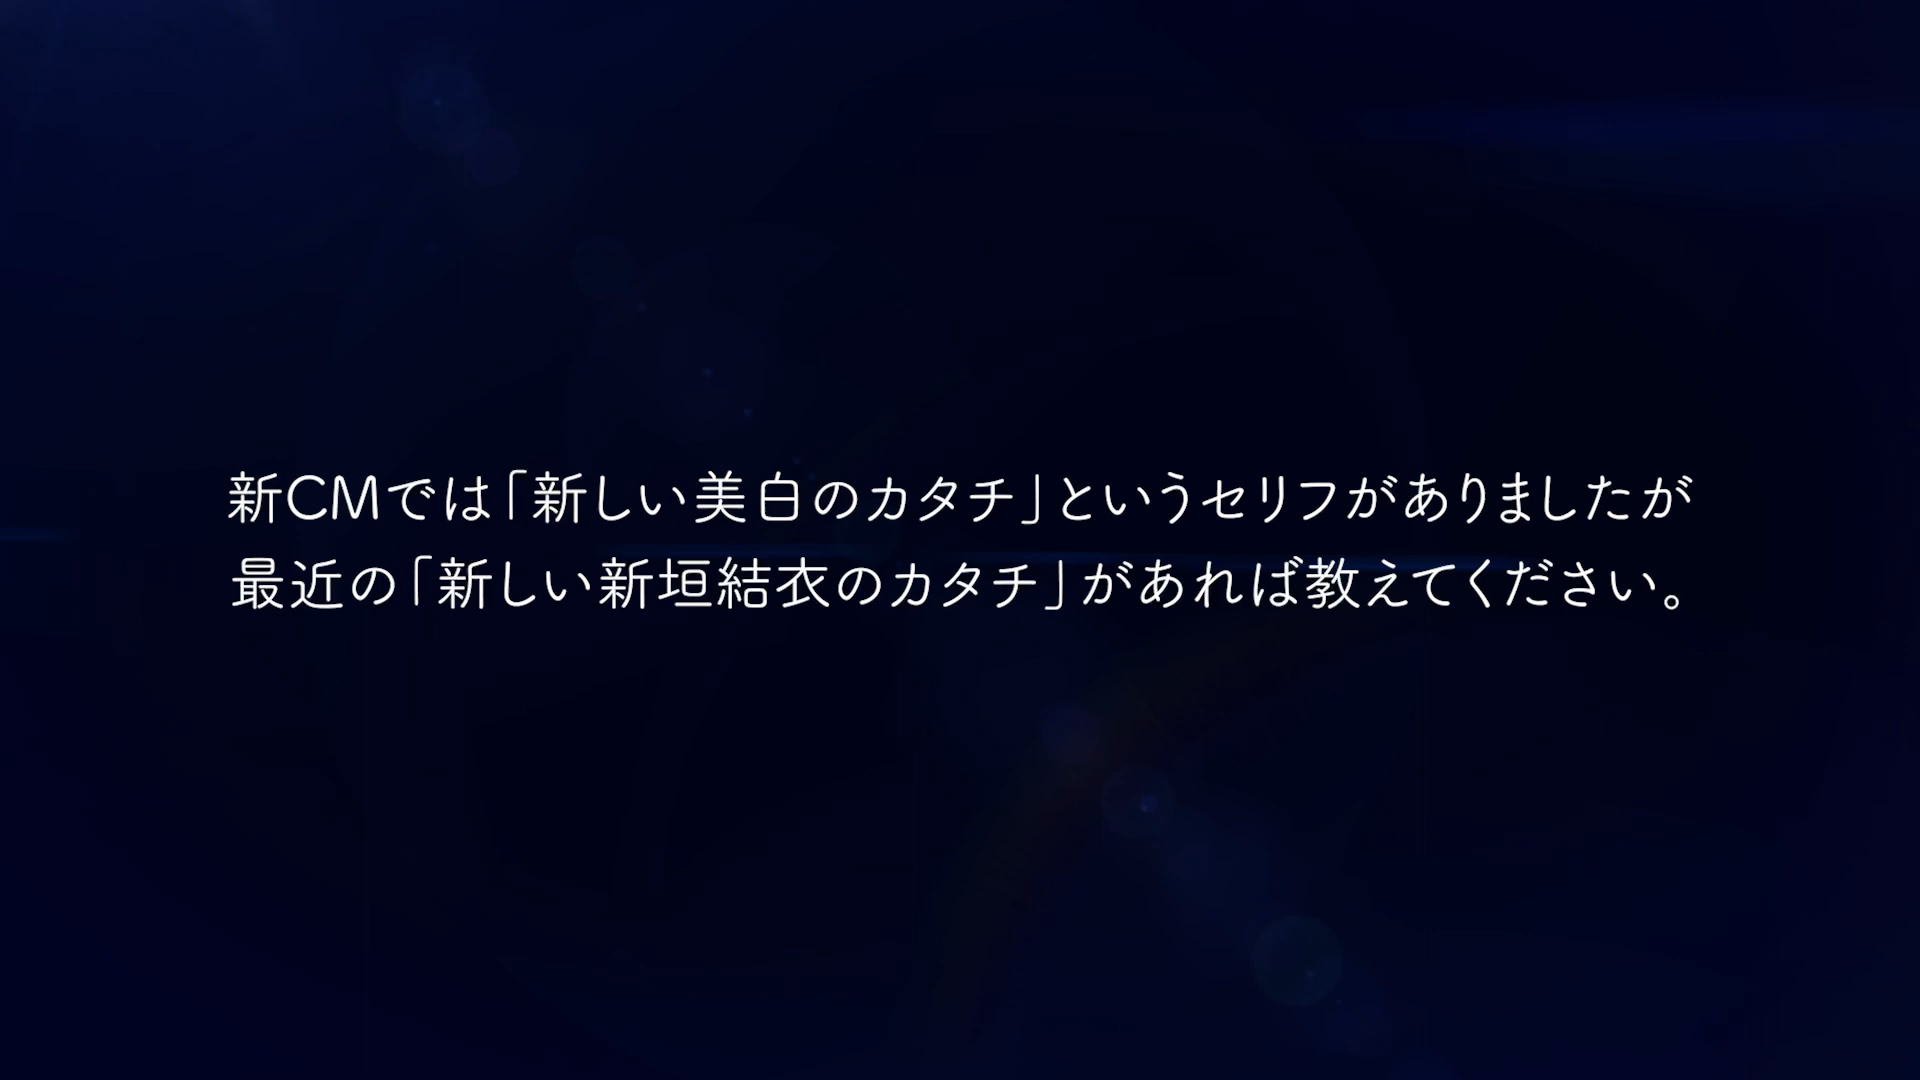 新CMでは「新しい美白のカタチ」というセリフがありましたが
最近の「新しい新垣結衣のカタチ」があれば教えてください。